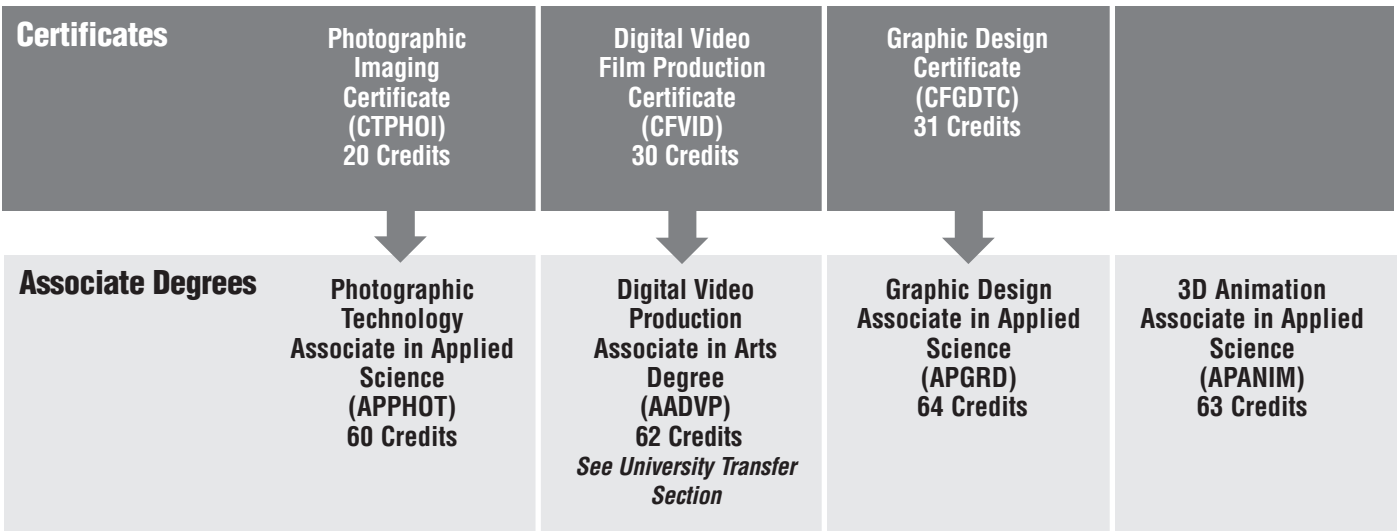 Certificates
Photographic
Imaging
Certificate
(CTPHOI)
20 Credits
Digital Video
Film Production
Certificate
(CFVID)
30 Credits
Graphic Design
Certificate
(CFGDTC)
31 Credits
Associate Degrees
Photographic
Technology
Associate in Applied
Science
(APPHOT)
60 Credits
Digital Video
Production
Associate in Arts
Degree
(AADVP)
62 Credits
See University Transfer
Section
Graphic Design
Associate in Applied
Science
(APGRD)
64 Credits
3D Animation
Associate in Applied
Science
(APANIM)
63 Credits